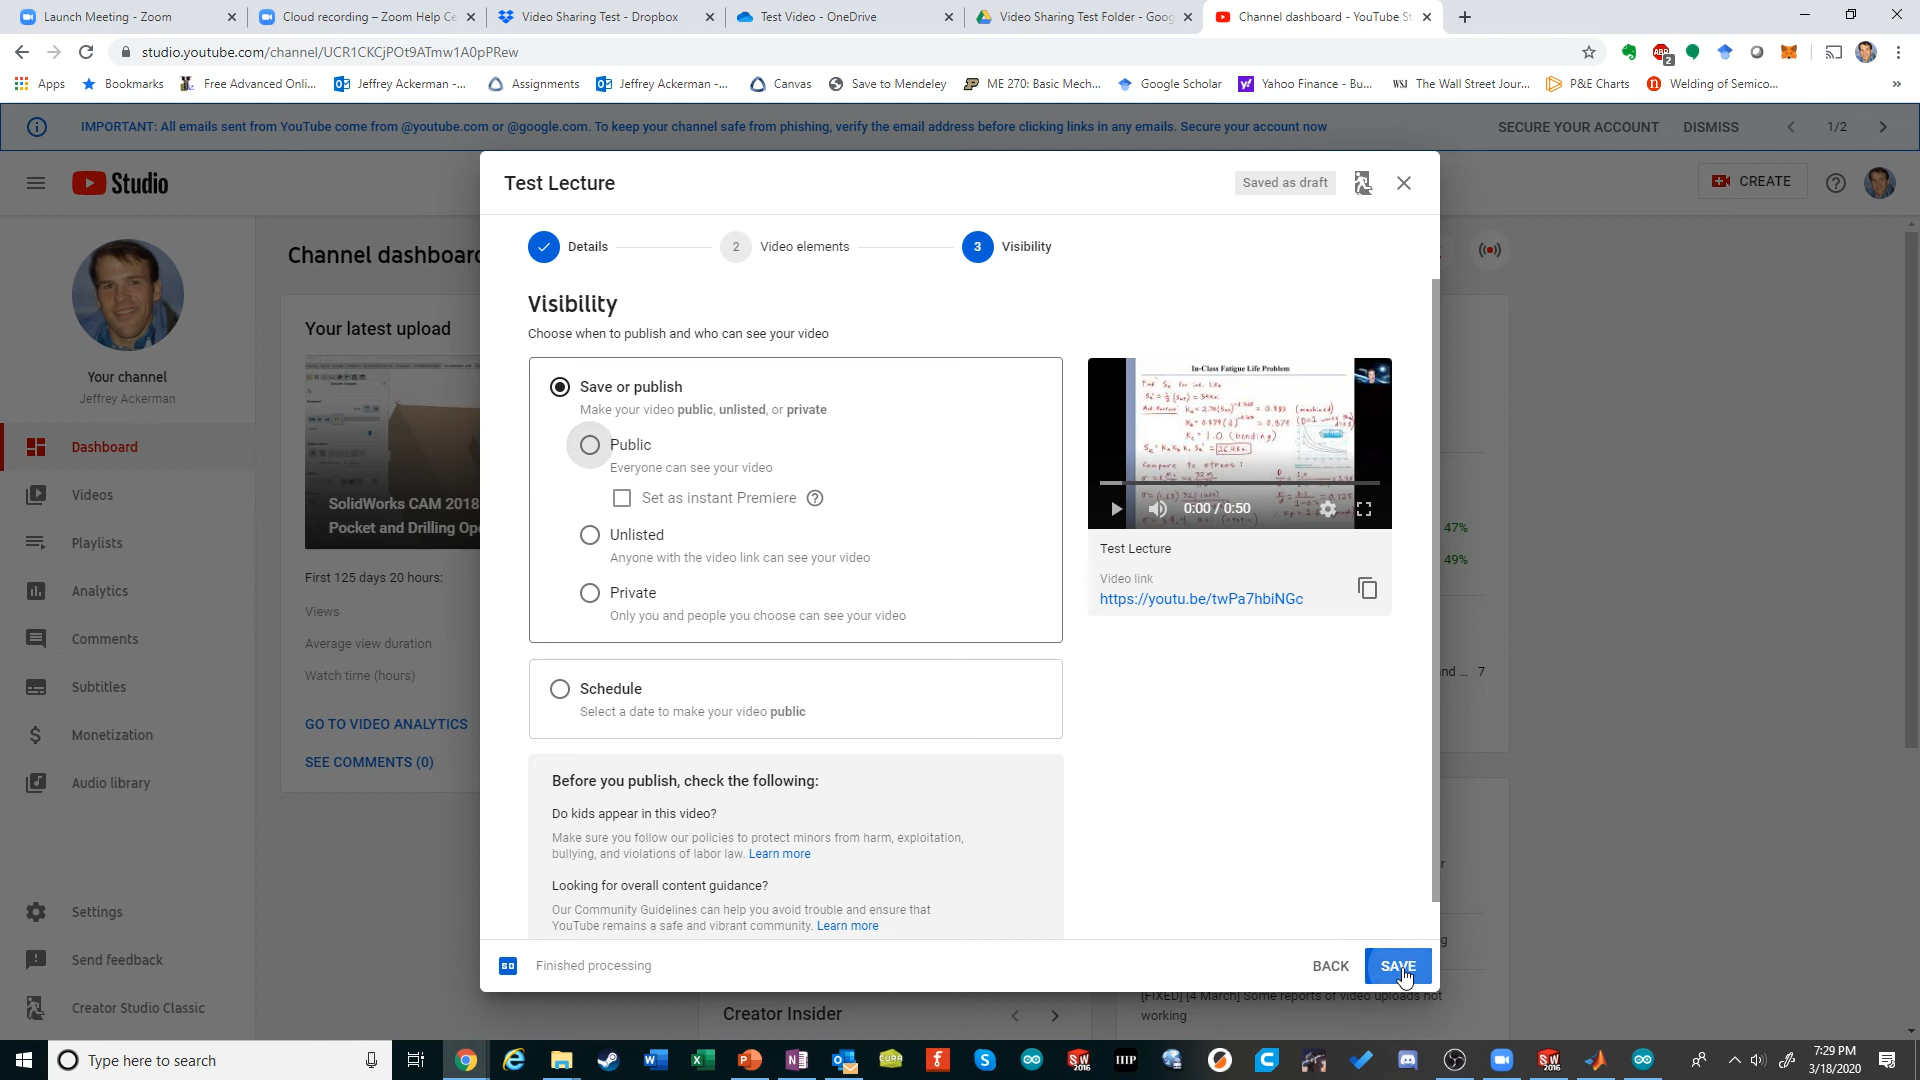 Launch Meeting - Zoom
Cloud recording – Zoom Help Ce
Video Sharing Test - Dropbox
Test Video - OneDrive
Video Sharing Test Folder - Goog
Channel dashboard - YouTube St
studio.youtube.com/channel/UCR1CKCjPOt9ATmw1A0pPRew
Apps
Bookmarks
Free Advanced Onli...
Jeffrey Ackerman -...
Assignments
Jeffrey Ackerman -...
Canvas
Save to Mendeley
ME 270: Basic Mech...
Google Scholar
Yahoo Finance - Bu...
WSJ The Wall Street Jour...
P&E Charts
Welding of Semico...
IMPORTANT: All emails sent from YouTube come from @youtube.com or @google.com. To keep your channel safe from phishing, verify the email address before clicking links in any emails. Secure your account now
SECURE YOUR ACCOUNT
DISMISS
1/2
Studio
CREATE
Your channel
Jeffrey Ackerman
Dashboard
Videos
Playlists
Analytics
Comments
Subtitles
Monetization
Audio library
Settings
Send feedback
Creator Studio Classic
Channel dashboard
Your latest upload
SolidWorks CAM 2018
Pocket and Drilling Ope
First 125 days 20 hours:
Views
Average view duration
Watch time (hours)
GO TO VIDEO ANALYTICS
SEE COMMENTS (0)
Test Lecture
Saved as draft
Details
2 Video elements
3 Visibility
Visibility
Choose when to publish and who can see your video
Save or publish
Make your video public, unlisted, or private
Public
Everyone can see your video
Set as instant Premiere
Unlisted
Anyone with the video link can see your video
Private
Only you and people you choose can see your video
Schedule
Select a date to make your video public
Before you publish, check the following:
Do kids appear in this video?
Make sure you follow our policies to protect minors from harm, exploitation,
bullying, and violations of labor law. Learn more
Looking for overall content guidance?
Our Community Guidelines can help you avoid trouble and ensure that
YouTube remains a safe and vibrant community. Learn more
In-Class Fatigue Life Problem
0:00 / 0:50
Test Lecture
Video link
https://youtu.be/twPa7hbiNGc
47%
49%
nd ... 7
Finished processing
BACK
SAVE
Creator Insider
[FIXED] [4 March] Some reports of video uploads not
working
Type here to search
7:29 PM
3/18/2020